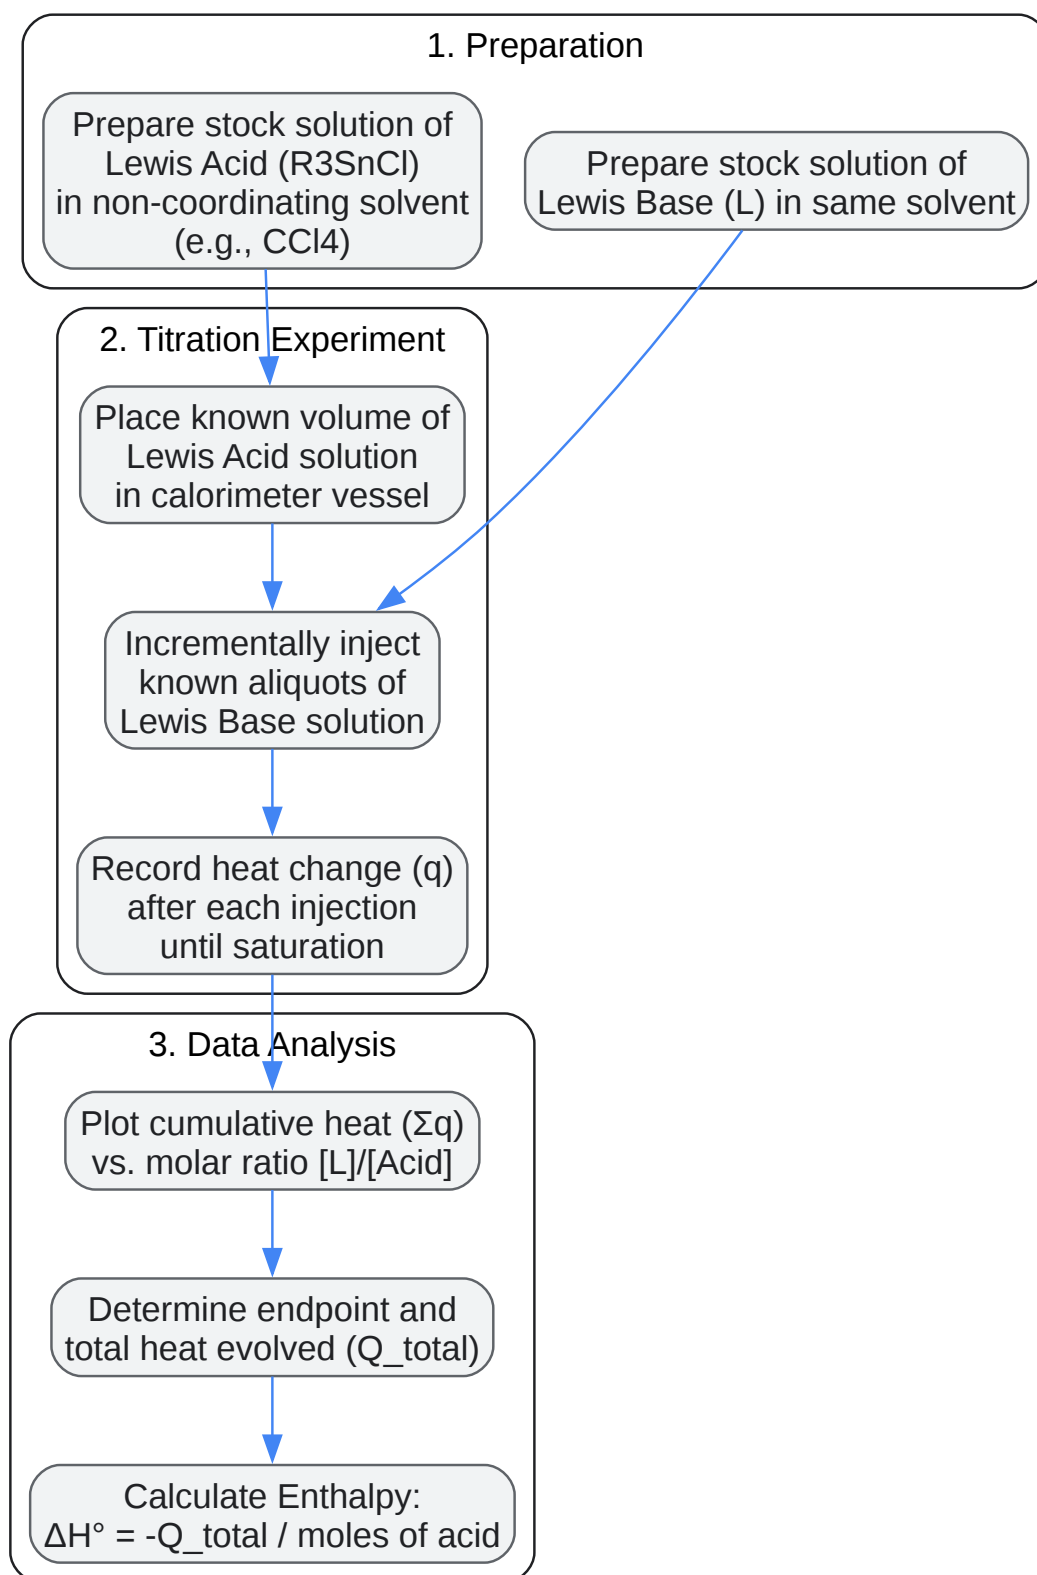 1. Preparation
Prepare stock solution of
Lewis Acid (R3SnCl)
in non-coordinating solvent
(e.g., CCl4)
Prepare stock solution of
Lewis Base (L) in same solvent
2. Titration Experiment
Place known volume of
Lewis Acid solution
in calorimeter vessel
Incrementally inject
known aliquots of
Lewis Base solution
Record heat change (q)
after each injection
until saturation
3. Data Analysis
Plot cumulative heat (Σq)
vs. molar ratio [L]/[Acid]
Determine endpoint and
total heat evolved (Q_total)
Calculate Enthalpy:
ΔH° = -Q_total / moles of acid